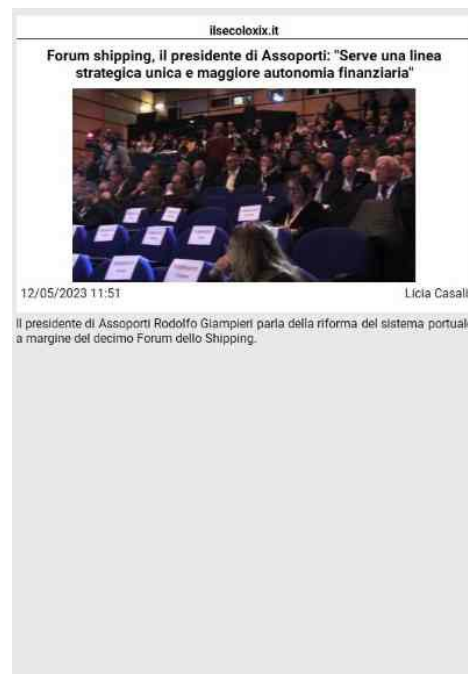 ilsecoloxix.it
Forum shipping, il presidente di Assoporti: "Serve una linea
strategica unica e maggiore autonomia finanziaria"
12/05/2023 11:51
Licia Casali
Il presidente di Assoporti Rodolfo Giampieri parla della riforma del sistema portuale
a margine del decimo Forum dello Shipping.